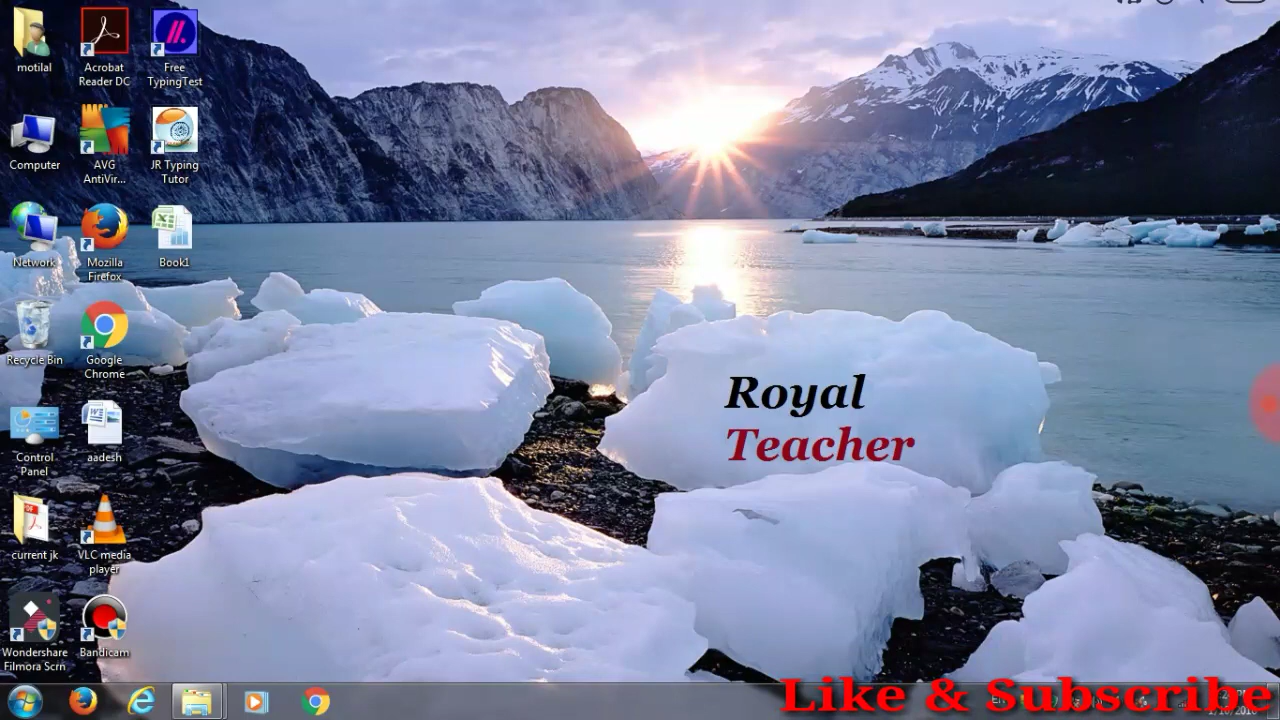 motilal
Acrobat
Reader DC
Free
TypingTest
Computer
AVG
AntiVir...
JR Typing
Tutor
Network
Mozilla
Firefox
Book1
Recycle Bin
Google
Chrome
Control
Panel
aadesh
current jk
VLC media
player
Wondershare
Filmora Scrn
Bandicam
Royal
Teacher
Like & Subscribe